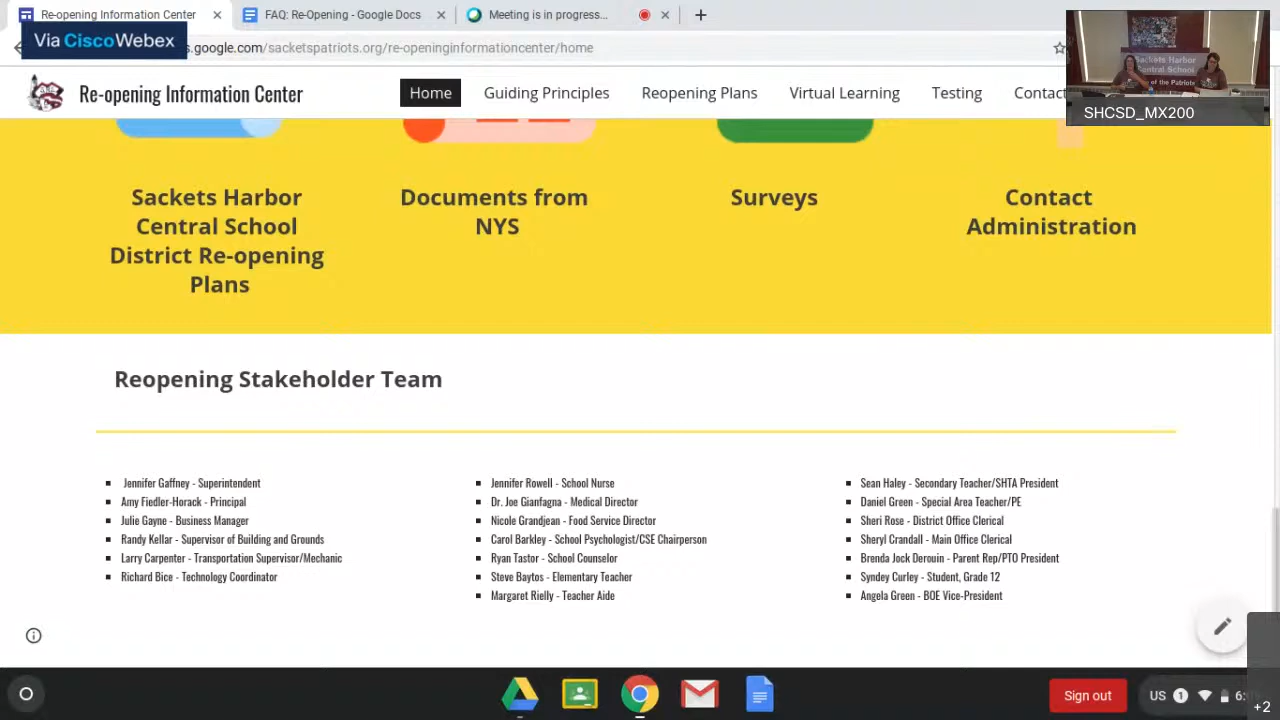 Re-opening Information Center
FAQ: Re-Opening - Google Docs
Meeting is in progress...
Via Cisco Webex
s.google.com/sacketspatriots.org/re-openinginformationcenter/home
Re-opening Information Center
Home
Guiding Principles
Reopening Plans
Virtual Learning
Testing
Contact
Sackets Harbor
Central School
SHCSD_MX200
Sackets Harbor
Central School
District Re-opening
Plans
Documents from
NYS
Surveys
Contact
Administration
Reopening Stakeholder Team
Jennifer Gaffney - Superintendent
Amy Fiedler-Horack - Principal
Julie Gayne - Business Manager
Randy Kellar - Supervisor of Building and Grounds
Larry Carpenter - Transportation Supervisor/Mechanic
Richard Bice - Technology Coordinator
Jennifer Rowell - School Nurse
Dr. Joe Gianfagna - Medical Director
Nicole Grandjean - Food Service Director
Carol Barkley - School Psychologist/CSE Chairperson
Ryan Tastor - School Counselor
Steve Baytos - Elementary Teacher
Margaret Rielly - Teacher Aide
Sean Haley - Secondary Teacher/SHTA President
Daniel Green - Special Area Teacher/PE
Sheri Rose - District Office Clerical
Sheryl Crandall - Main Office Clerical
Brenda Jock Derouin - Parent Rep/PTO President
Syndey Curley - Student, Grade 12
Angela Green - BOE Vice-President
Sign out
US
1
+2